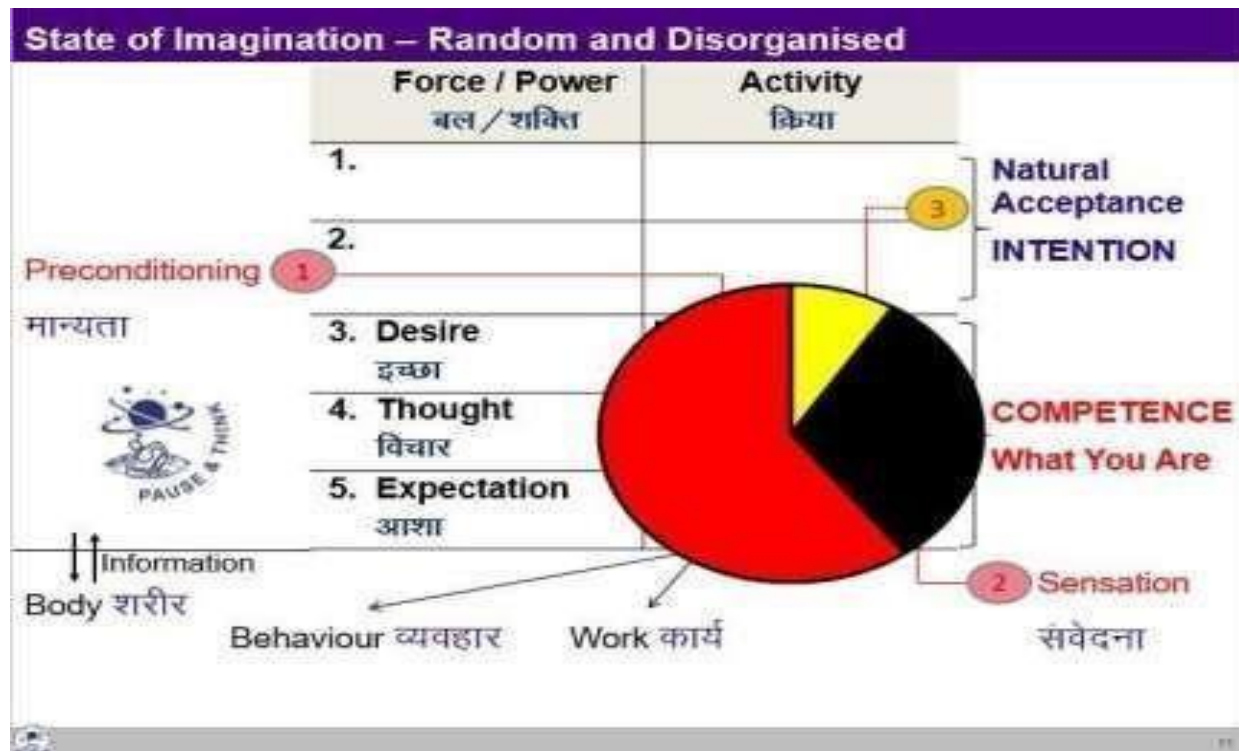 State of Imagination – Random and Disorganised
Force / Power
बल / शक्ति
Activity
क्रिया
1.
2.
3
Natural
Acceptance
INTENTION
Preconditioning 1
मान्यता
3. Desire
इच्छा
4. Thought
विचार
5. Expectation
आशा
COMPETENCE
What You Are
PAUSE & THINK
Information
Body शरीर
2 Sensation
संवेदना
Behaviour व्यवहार
Work कार्य